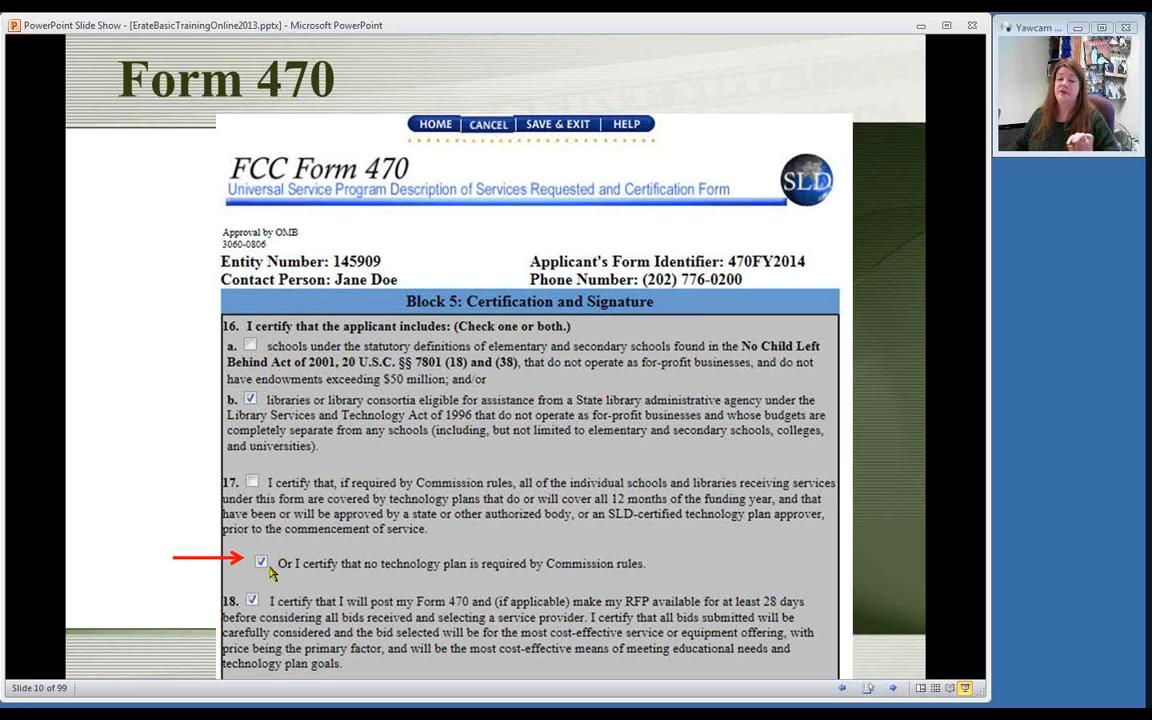 PowerPoint Slide Show - [ErateBasicTrainingOnline2013.pptx] - Microsoft PowerPoint
Yawcam ...
Form 470
HOME CANCEL SAVE & EXIT HELP
FCC Form 470
Universal Service Program Description of Services Requested and Certification Form
SLD
Approval by OMB
3060-0806
Entity Number: 145909 Applicant's Form Identifier: 470FY2014
Contact Person: Jane Doe Phone Number: (202) 776-0200
Block 5: Certification and Signature
16. I certify that the applicant includes: (Check one or both.)
a. schools under the statutory definitions of elementary and secondary schools found in the No Child Left
Behind Act of 2001, 20 U.S.C. §§ 7801 (18) and (38), that do not operate as for-profit businesses, and do not
have endowments exceeding $50 million; and/or
b. libraries or library consortia eligible for assistance from a State library administrative agency under the
Library Services and Technology Act of 1996 that do not operate as for-profit businesses and whose budgets are
completely separate from any schools (including, but not limited to elementary and secondary schools, colleges,
and universities).
17. I certify that, if required by Commission rules, all of the individual schools and libraries receiving services
under this form are covered by technology plans that do or will cover all 12 months of the funding year, and that
have been or will be approved by a state or other authorized body, or an SLD-certified technology plan approver,
prior to the commencement of service.
Or I certify that no technology plan is required by Commission rules.
18. I certify that I will post my Form 470 and (if applicable) make my RFP available for at least 28 days
before considering all bids received and selecting a service provider. I certify that all bids submitted will be
carefully considered and the bid selected will be for the most cost-effective service or equipment offering, with
price being the primary factor, and will be the most cost-effective means of meeting educational needs and
technology plan goals.
Slide 10 of 99